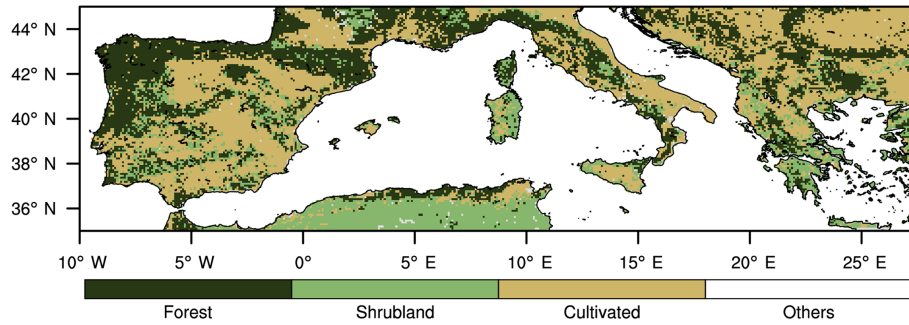 44° N
42° N
40° N
38° N
36° N
10° W 5° W 0° 5° E 10° E 15° E 20° E 25° E
Forest Shrubland Cultivated Others